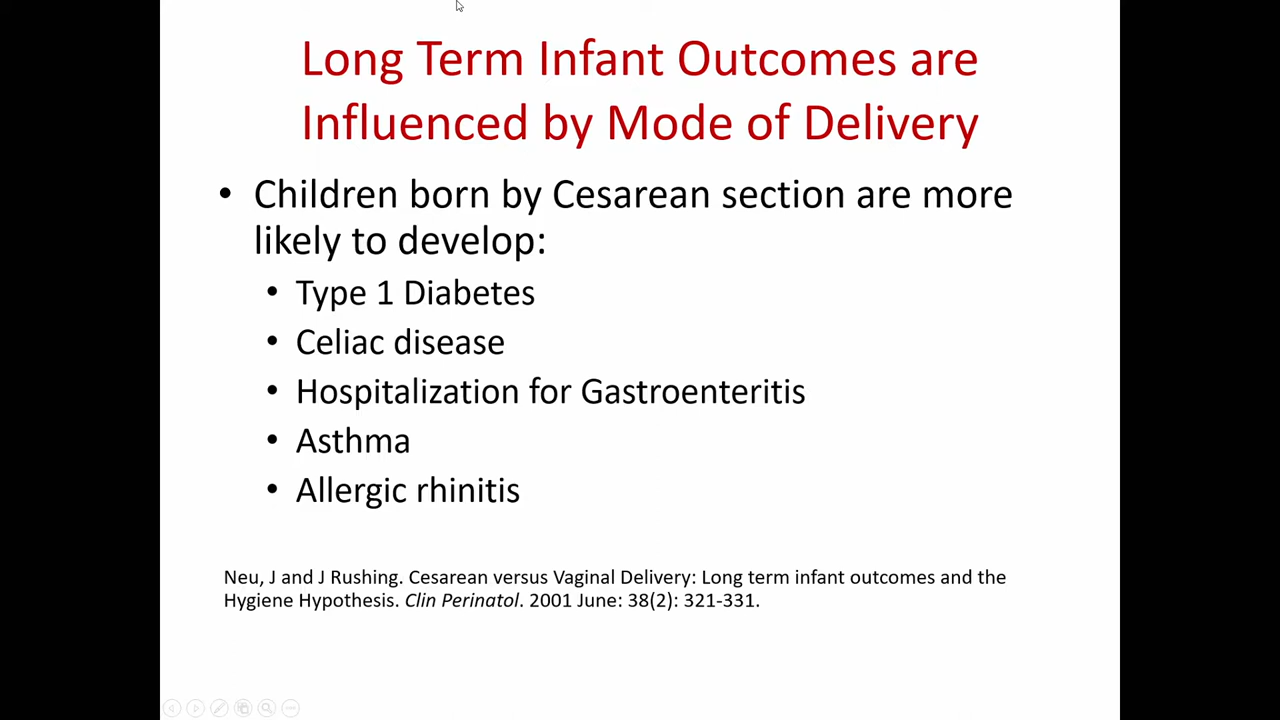 Long Term Infant Outcomes are
Influenced by Mode of Delivery
• Children born by Cesarean section are more
likely to develop:
• Type 1 Diabetes
• Celiac disease
• Hospitalization for Gastroenteritis
• Asthma
• Allergic rhinitis
Neu, J and J Rushing. Cesarean versus Vaginal Delivery: Long term infant outcomes and the
Hygiene Hypothesis. Clin Perinatol. 2001 June: 38(2): 321-331.